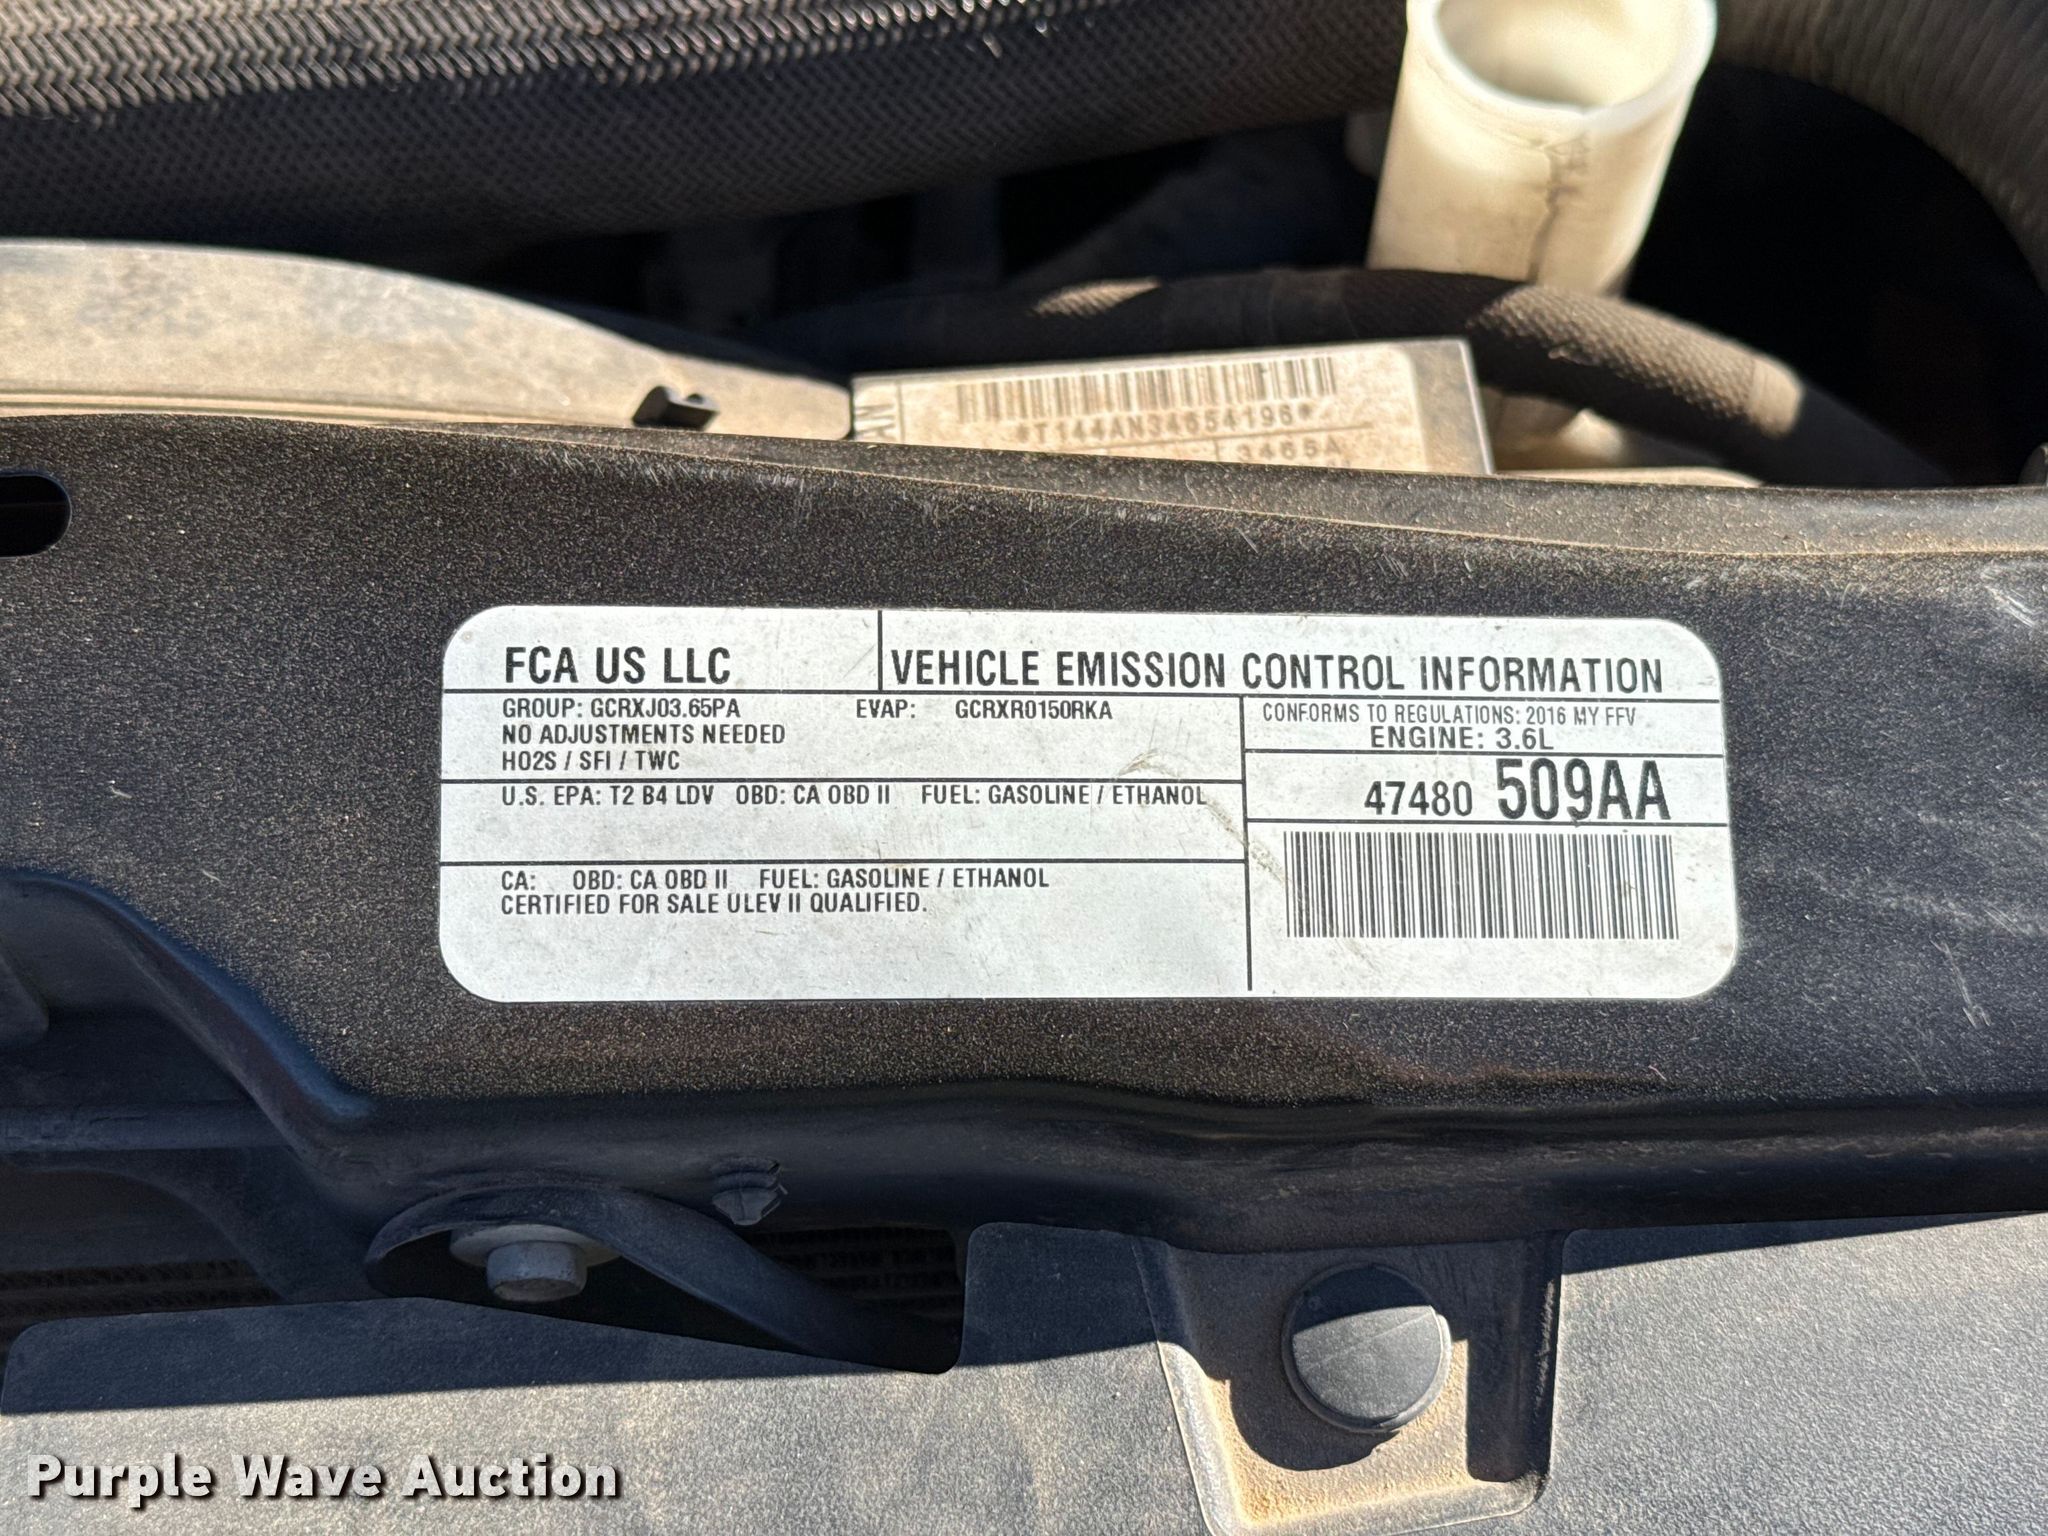 *T144AN34654196*
3465A
FCA US LLC
VEHICLE EMISSION CONTROL INFORMATION
GROUP: GCRXJ03.65PA EVAP: GCRXR0150RKA
NO ADJUSTMENTS NEEDED
HO2S / SFI / TWC
CONFORMS TO REGULATIONS: 2016 MY FFV
ENGINE: 3.6L
U.S. EPA: T2 B4 LDV OBD: CA OBD II FUEL: GASOLINE / ETHANOL
47480 509AA
CA: OBD: CA OBD II FUEL: GASOLINE / ETHANOL
CERTIFIED FOR SALE ULEV II QUALIFIED.
Purple Wave Auction